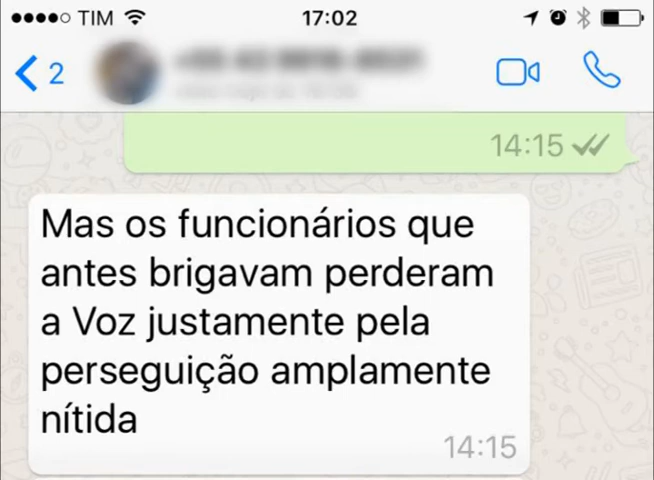 TIM 17:02
2
14:15
Mas os funcionários que
antes brigavam perderam
a Voz justamente pela
perseguição amplamente
nítida
14:15